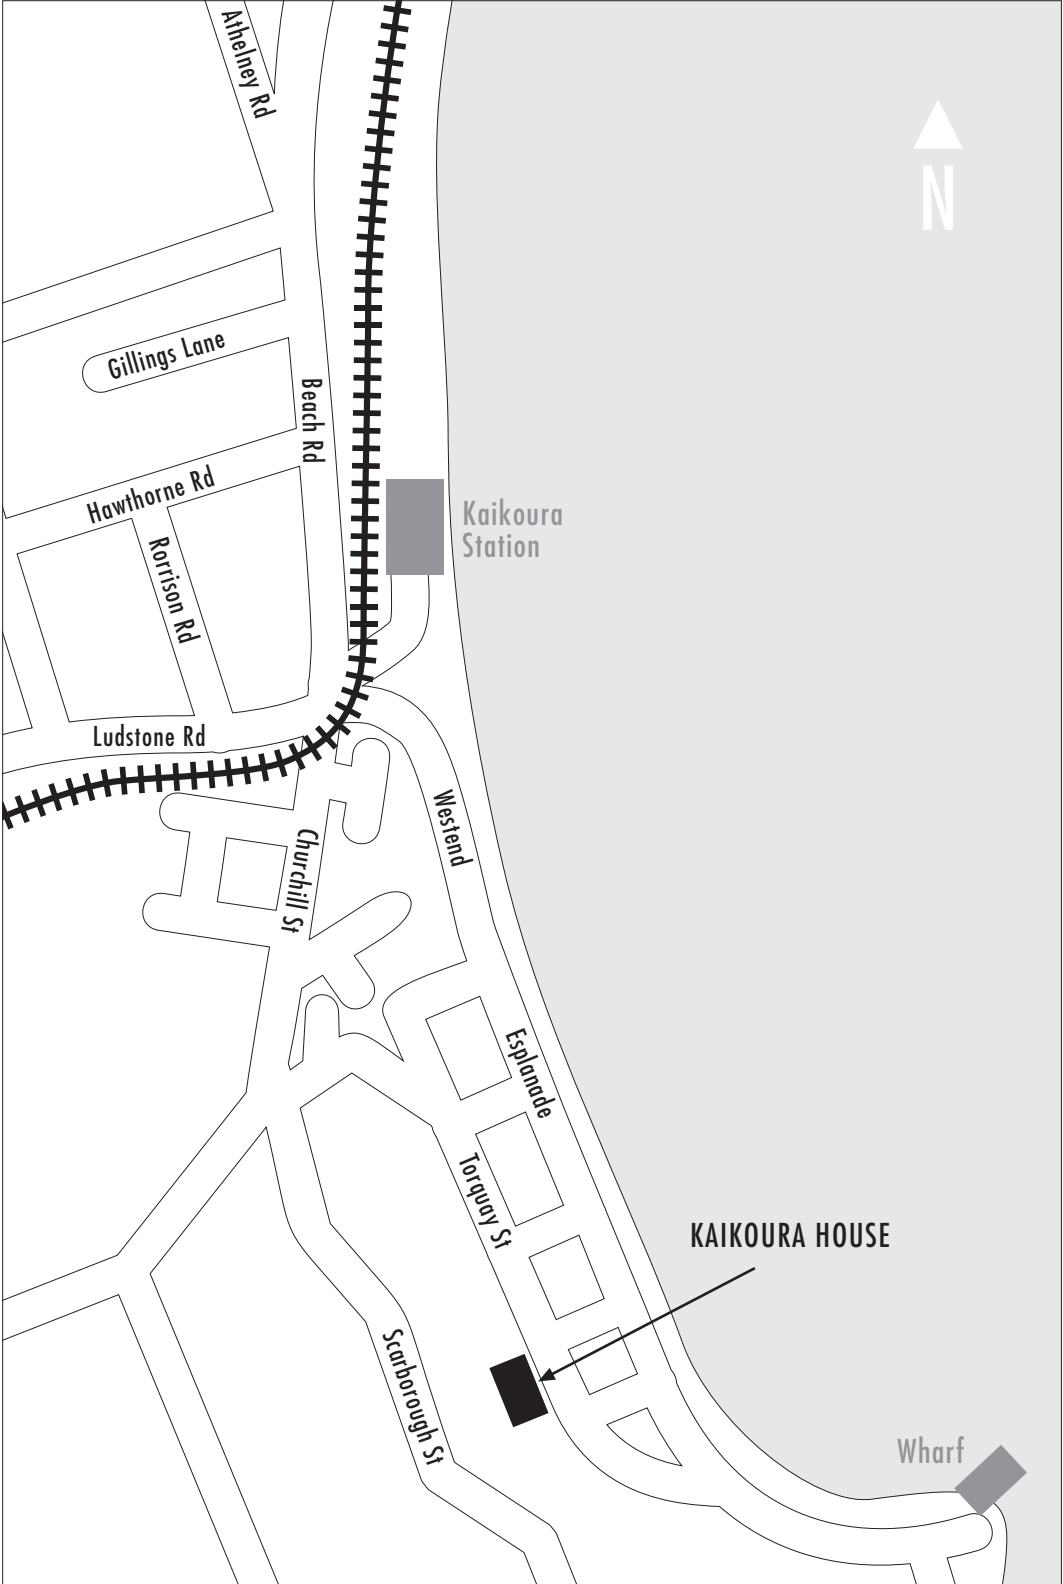 Athelney Rd
N
Gillings Lane
Beach Rd
Hawthorne Rd
Kaikoura
Station
Rorrison Rd
Ludstone Rd
Westend
Churchill St
Esplanade
Torquay St
KAIKOURA HOUSE
Scarborough St
Wharf